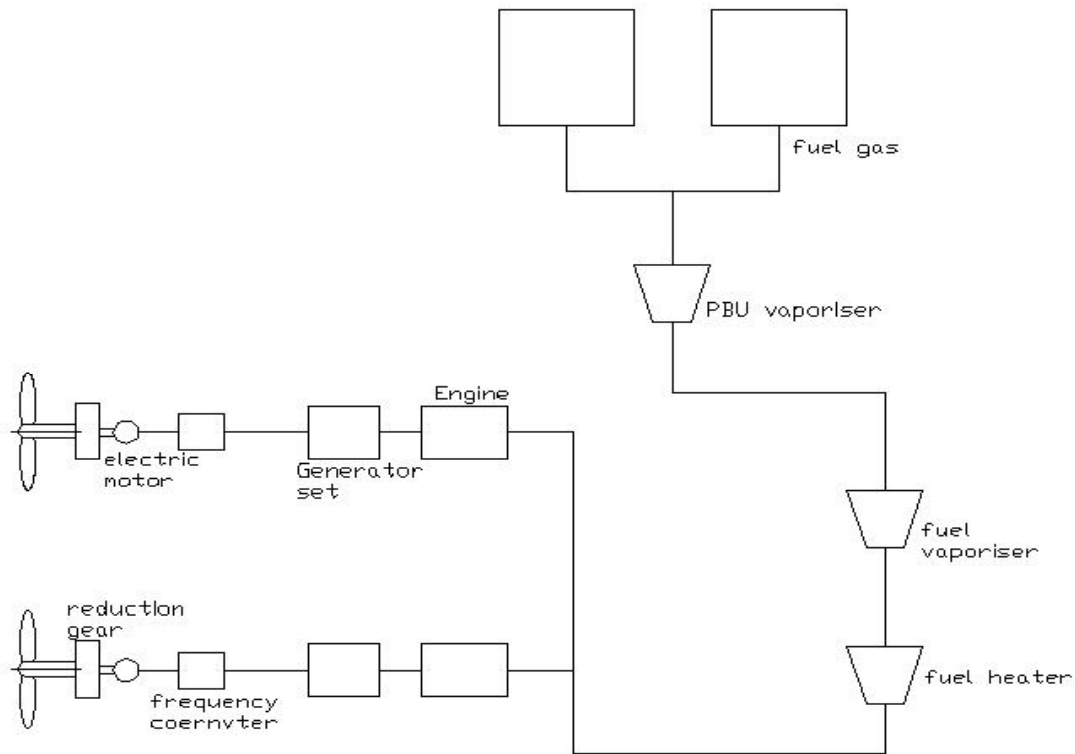 fuel gas
PBU vaporiser
Engine
electric
motor
Generator
set
fuel
vaporiser
reduction
gear
fuel heater
frequency
coernvter